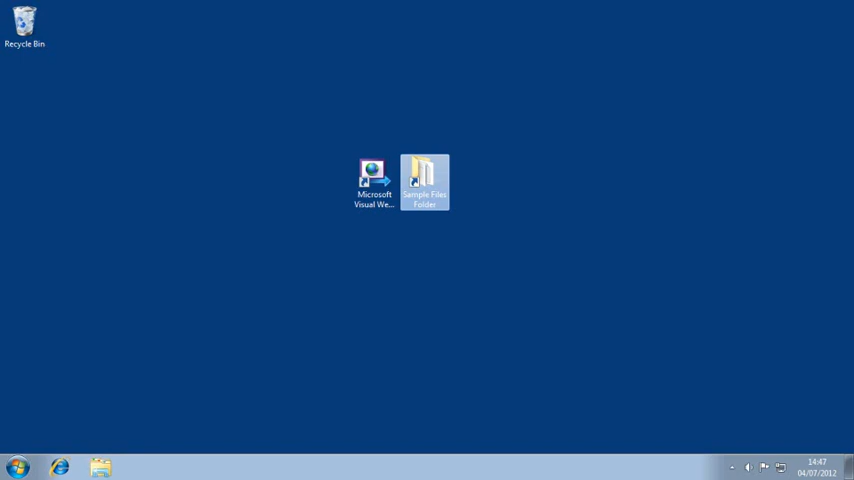 Recycle Bin
Microsoft
Visual We...
Sample Files
Folder
14:47
04/07/2012